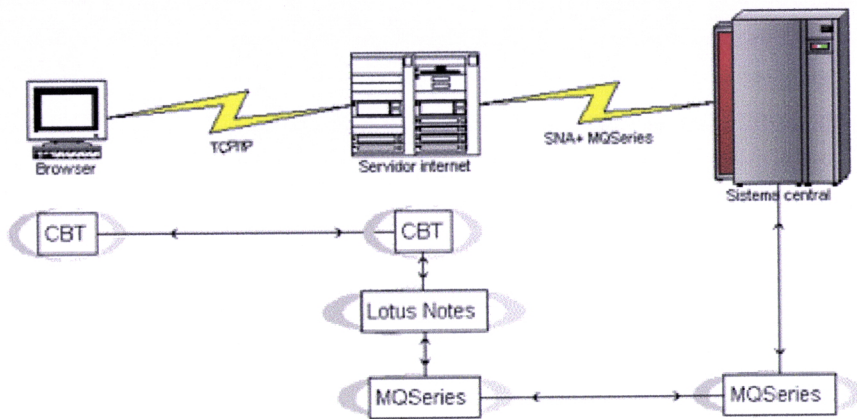 TCP/IP
SNA+ MQSeries
Browser
Servidor internet
Sistema central
CBT
CBT
Lotus Notes
MQSeries
MQSeries